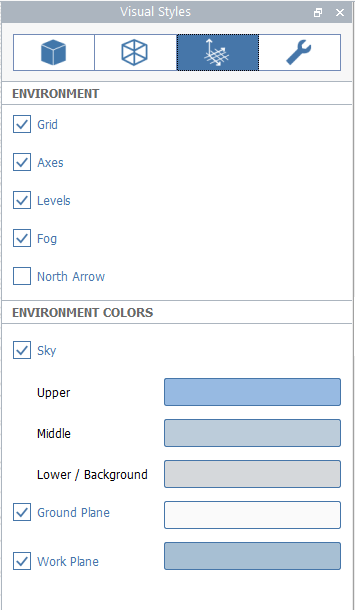 Visual Styles
ENVIRONMENT
Grid
Axes
Levels
Fog
North Arrow
ENVIRONMENT COLORS
Sky
Upper
Middle
Lower / Background
Ground Plane
Work Plane